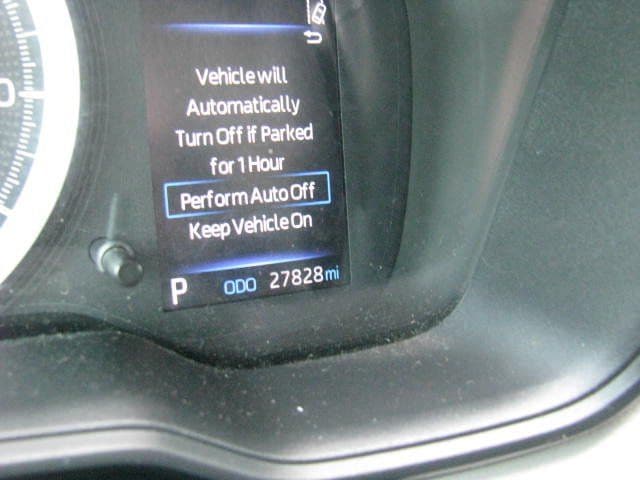 Vehicle will
Automatically
Turn Off if Parked
for 1 Hour
Perform Auto Off
Keep Vehicle On
P ODO 27828 mi
0